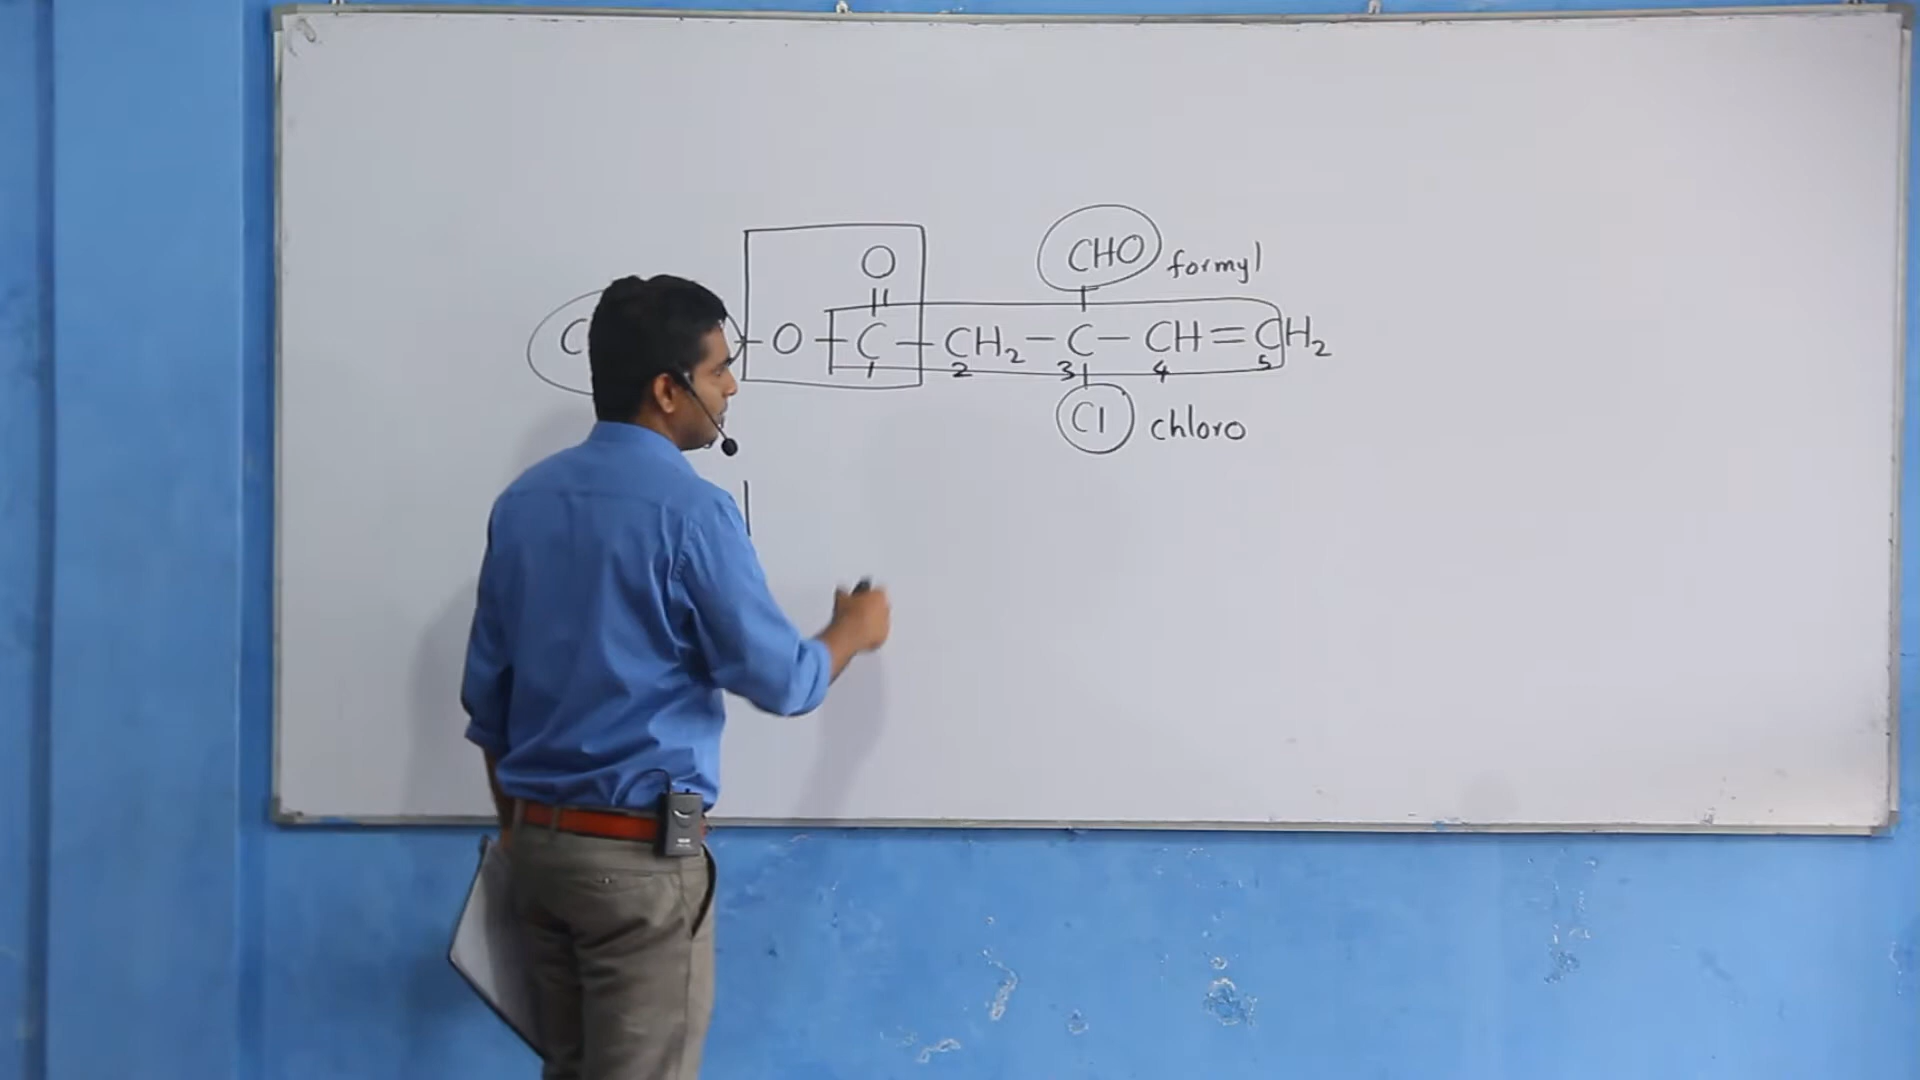 O CHO formyl
C - O - C - CH₂ - C - CH = CH₂
1 2 3 4 5
Cl chloro